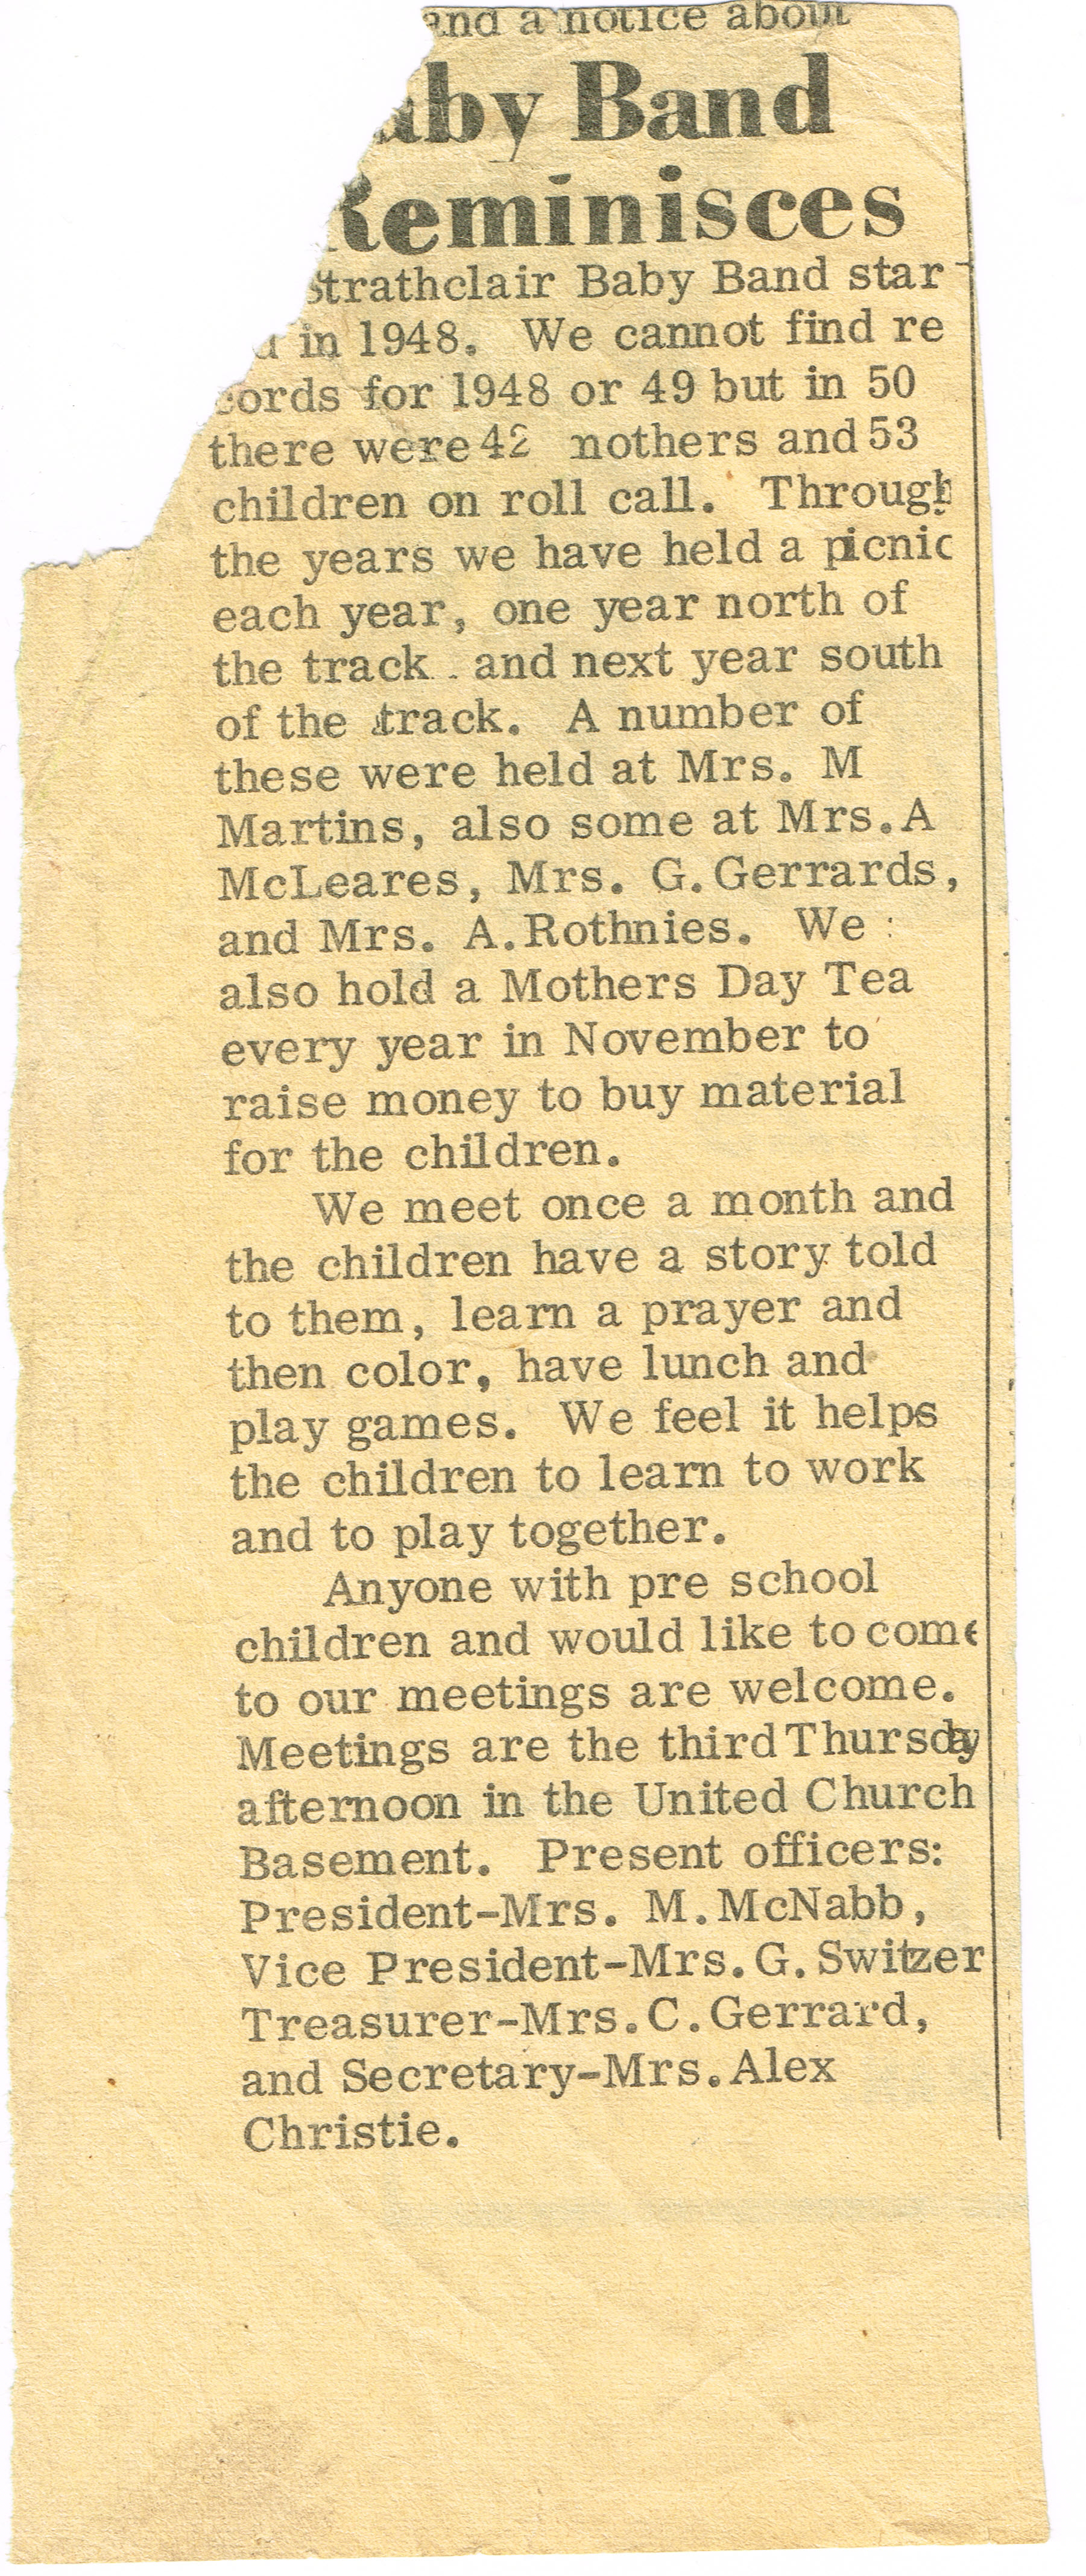 and a notice about
aby Band
Reminisces
Strathclair Baby Band star-
d in 1948. We cannot find re
cords for 1948 or 49 but in 50
there were 42 nothers and 53
children on roll call. Through
the years we have held a picnic
each year, one year north of
the track . and next year south
of the track. A number of
these were held at Mrs. M
Martins, also some at Mrs. A
McLeares, Mrs. G. Gerrards,
and Mrs. A. Rothnies. We :
also hold a Mothers Day Tea
every year in November to
raise money to buy material
for the children.
We meet once a month and
the children have a story told
to them, learn a prayer and
then color, have lunch and
play games. We feel it helps
the children to learn to work
and to play together.
Anyone with pre school
children and would like to come
to our meetings are welcome.
Meetings are the third Thursday
afternoon in the United Church
Basement. Present officers:
President-Mrs. M. McNabb,
Vice President-Mrs. G. Switzer
Treasurer-Mrs. C. Gerrard,
and Secretary-Mrs. Alex
Christie.